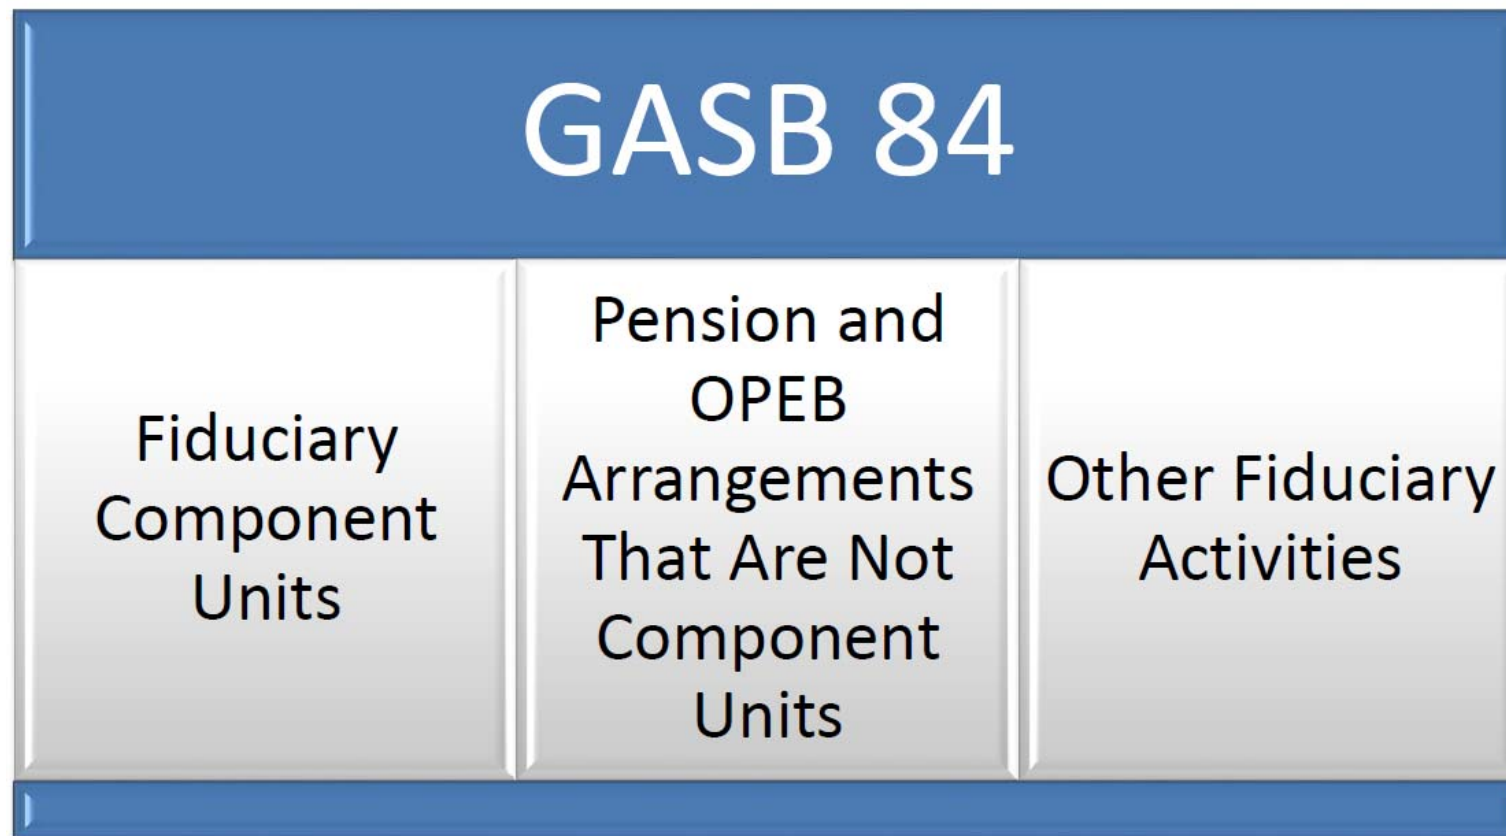 GASB 84
Fiduciary
Component
Units
Pension and
OPEB
Arrangements
That Are Not
Component
Units
Other Fiduciary
Activities